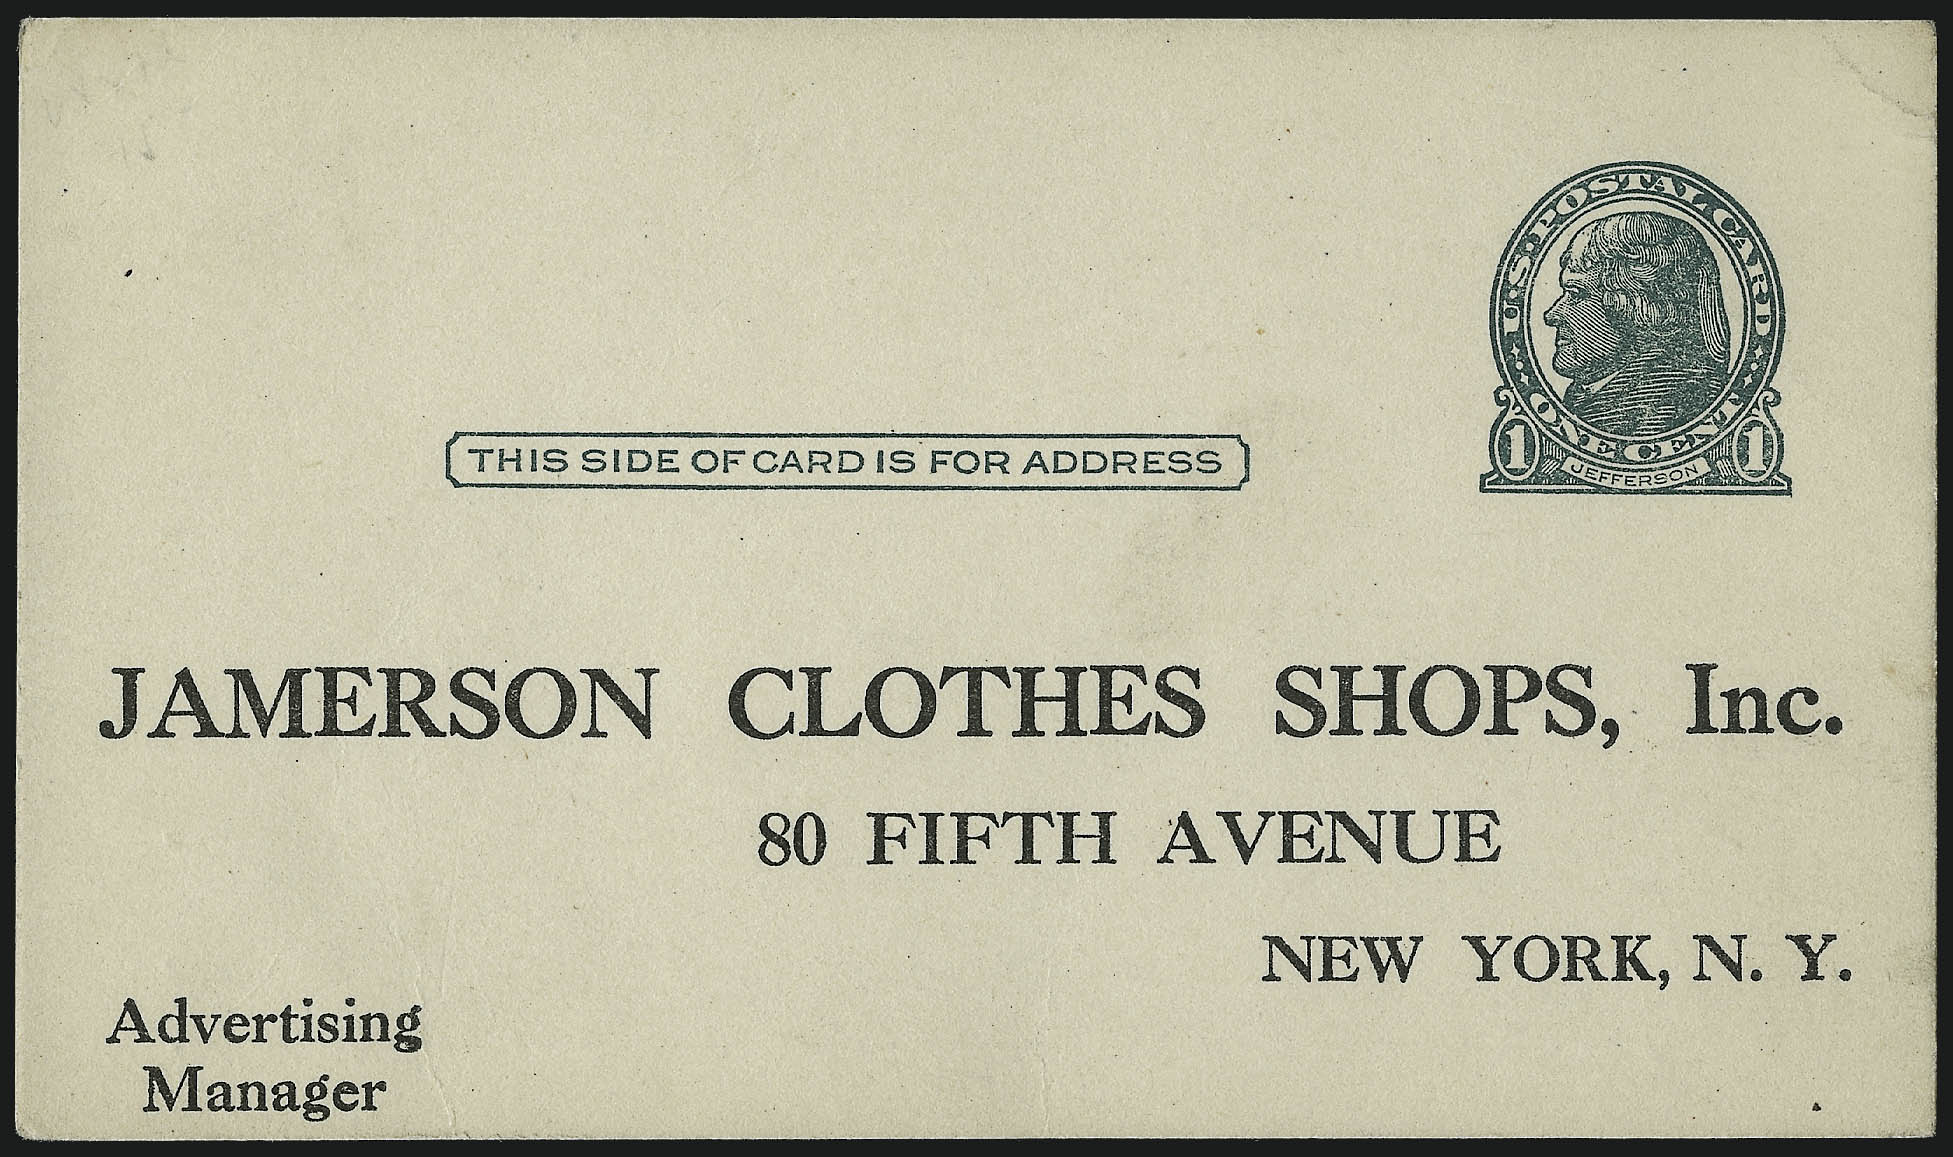 U.S. POSTAL CARD
ONE CENT
1 JEFFERSON 1
THIS SIDE OF CARD IS FOR ADDRESS
JAMERSON CLOTHES SHOPS, Inc.
80 FIFTH AVENUE
NEW YORK, N. Y.
Advertising
Manager